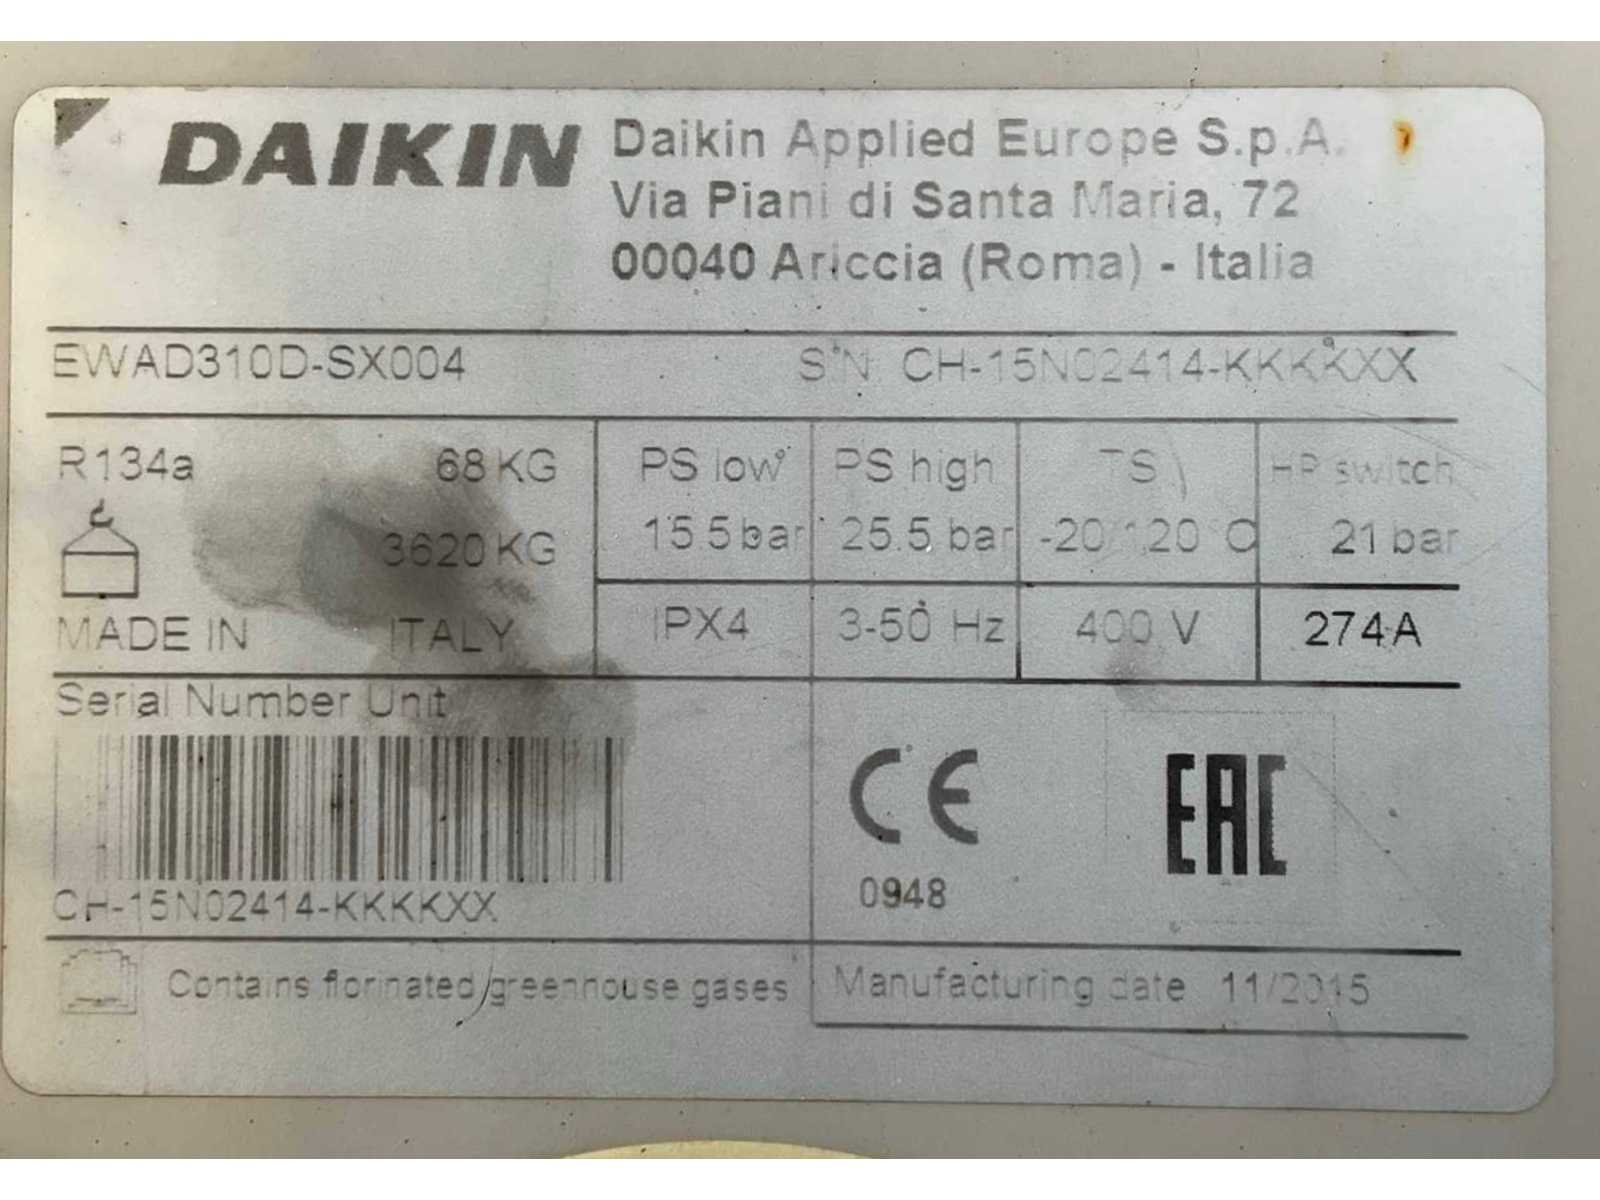 DAIKIN
Daikin Applied Europe S.p.A.
Via Piani di Santa Maria, 72
00040 Ariccia (Roma) - Italia
EWAD310D-SX004 S/N CH-15N02414-KKKKXX
R134a 68 KG
3620 KG
MADE IN ITALY
PS low PS high TS HP switch
15.5 bar 25.5 bar -20 120 °C 21 bar
IPX4 3-50 Hz 400 V 274 A
Serial Number Unit
CH-15N02414-KKKKXX
CE
0948
EAC
Contains florinated greenhouse gases
Manufacturing date 11/2015